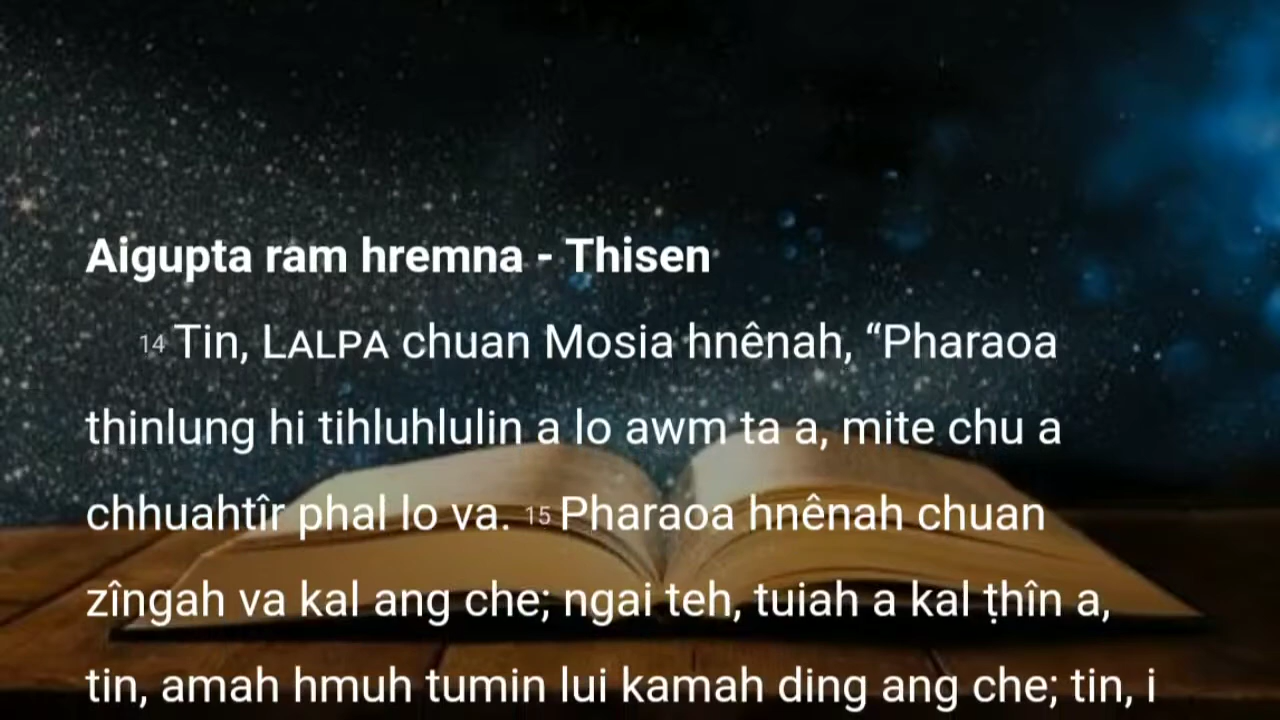 Aigupta ram hremna - Thisen
14 Tin, LALPA chuan Mosia hnênah, “Pharaoa
thinlung hi tihluhlulin a lo awm ta a, mite chu a
chhuahtîr phal lo va. 15 Pharaoa hnênah chuan
zîngah va kal ang che; ngai teh, tuiah a kal ṭhîn a,
tin, amah hmuh tumin lui kamah ding ang che; tin, i